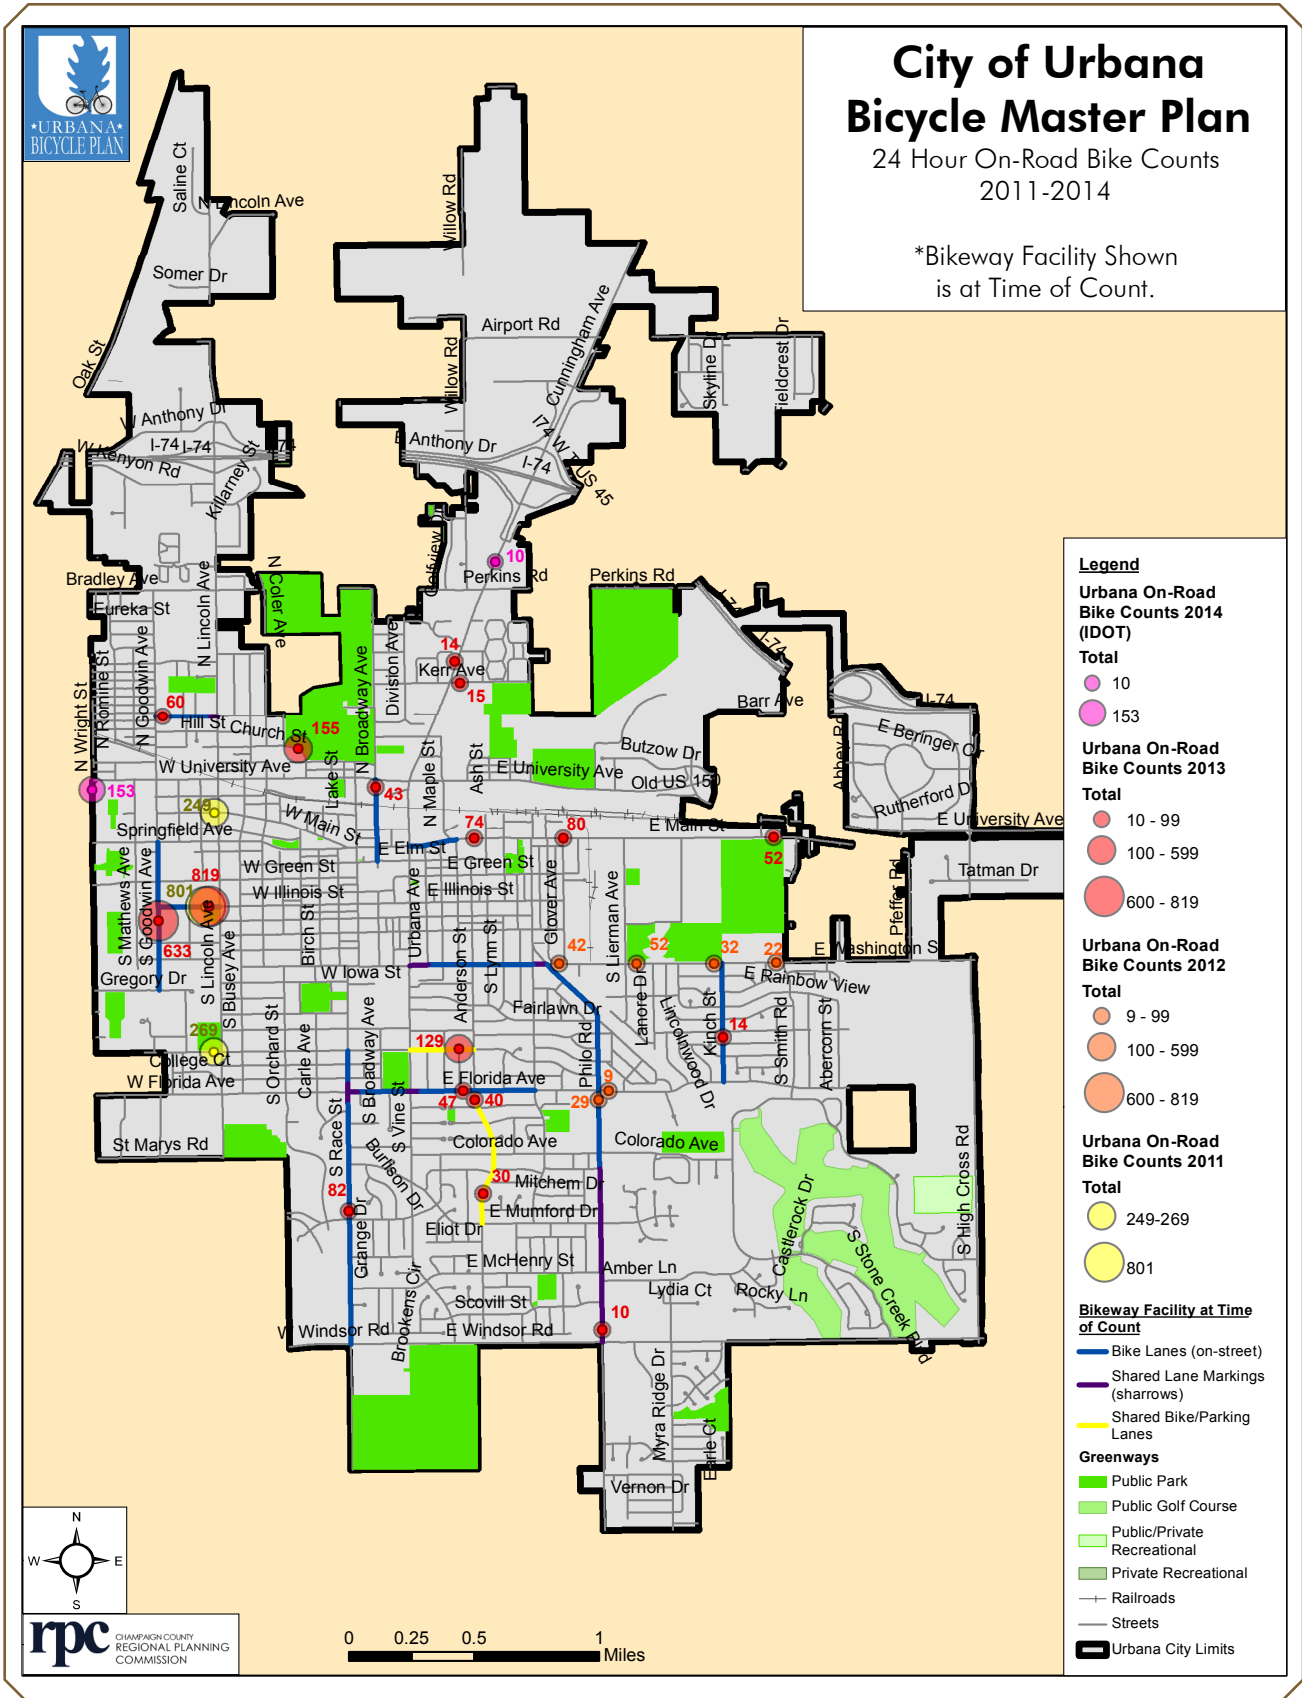 ★URBANA★
BICYCLE PLAN
City of Urbana
Bicycle Master Plan
24 Hour On-Road Bike Counts
2011-2014
*Bikeway Facility Shown
is at Time of Count.
Saline Ct
N Lincoln Ave
Somer Dr
Oak St
Willow Rd
Airport Rd
Willow Rd
Cunningham Ave
Skyline Dr
Fieldcrest Dr
W Anthony Dr
I-74
I-74
I-74
W Kenyon Rd
Killarney St
E Anthony Dr
I74 W TUS 45
I-74
Golfview Dr
10
Perkins Rd
Perkins Rd
Bradley Ave
Eureka St
N Lincoln Ave
N Coler Ave
I-74
I-74
I-74
N Wright St
N Romine St
N Goodwin Ave
Division Ave
N Broadway Ave
14
Kerr Ave
15
Barr Ave
60
Hill St
Church St
155
W University Ave
Lake St
N Maple St
Ash St
E University Ave
Butzow Dr
Old US 150
Abbey Rd
E Beringer Cr
Rutherford Dr
E University Ave
153
249
Springfield Ave
W Main St
43
74
80
E Main St
52
E Elm St
E Green St
W Green St
E Illinois St
W Illinois St
Tatman Dr
Pfeffer Rd
819
801
633
S Mathews Ave
S Goodwin Ave
S Lincoln Ave
S Busey Ave
Birch St
Urbana Ave
Anderson St
S Lynn St
Glover Ave
S Lierman Ave
42
52
32
22
E Washington S
E Rainbow View
Gregory Dr
W Iowa St
Fairlawn Dr
Lanore Dr
Lincolnwood Dr
Kinch St
14
S Smith Rd
Abercorn St
269
College Ct
W Florida Ave
S Orchard St
Carle Ave
S Broadway Ave
129
Philo Rd
E Florida Ave
9
29
47
40
St Marys Rd
S Race St
S Vine St
Burlison Dr
Colorado Ave
Colorado Ave
30
Mitchem Dr
E Mumford Dr
82
Grange Dr
Eliot Dr
E McHenry St
Amber Ln
Lydia Ct
Rocky Ln
Castlerock Dr
S Stone Creek Blvd
S High Cross Rd
Scovill St
Brookens Cir
W Windsor Rd
E Windsor Rd
10
Myra Ridge Dr
Earle Ct
Vernon Dr
Legend
Urbana On-Road
Bike Counts 2014
(IDOT)
Total
10
153
Urbana On-Road
Bike Counts 2013
Total
10 - 99
100 - 599
600 - 819
Urbana On-Road
Bike Counts 2012
Total
9 - 99
100 - 599
600 - 819
Urbana On-Road
Bike Counts 2011
Total
249-269
801
Bikeway Facility at Time
of Count
Bike Lanes (on-street)
Shared Lane Markings
(sharrows)
Shared Bike/Parking
Lanes
Greenways
Public Park
Public Golf Course
Public/Private
Recreational
Private Recreational
Railroads
Streets
Urbana City Limits
N
W
E
S
rpc
CHAMPAIGN COUNTY
REGIONAL PLANNING
COMMISSION
0
0.25
0.5
1
Miles